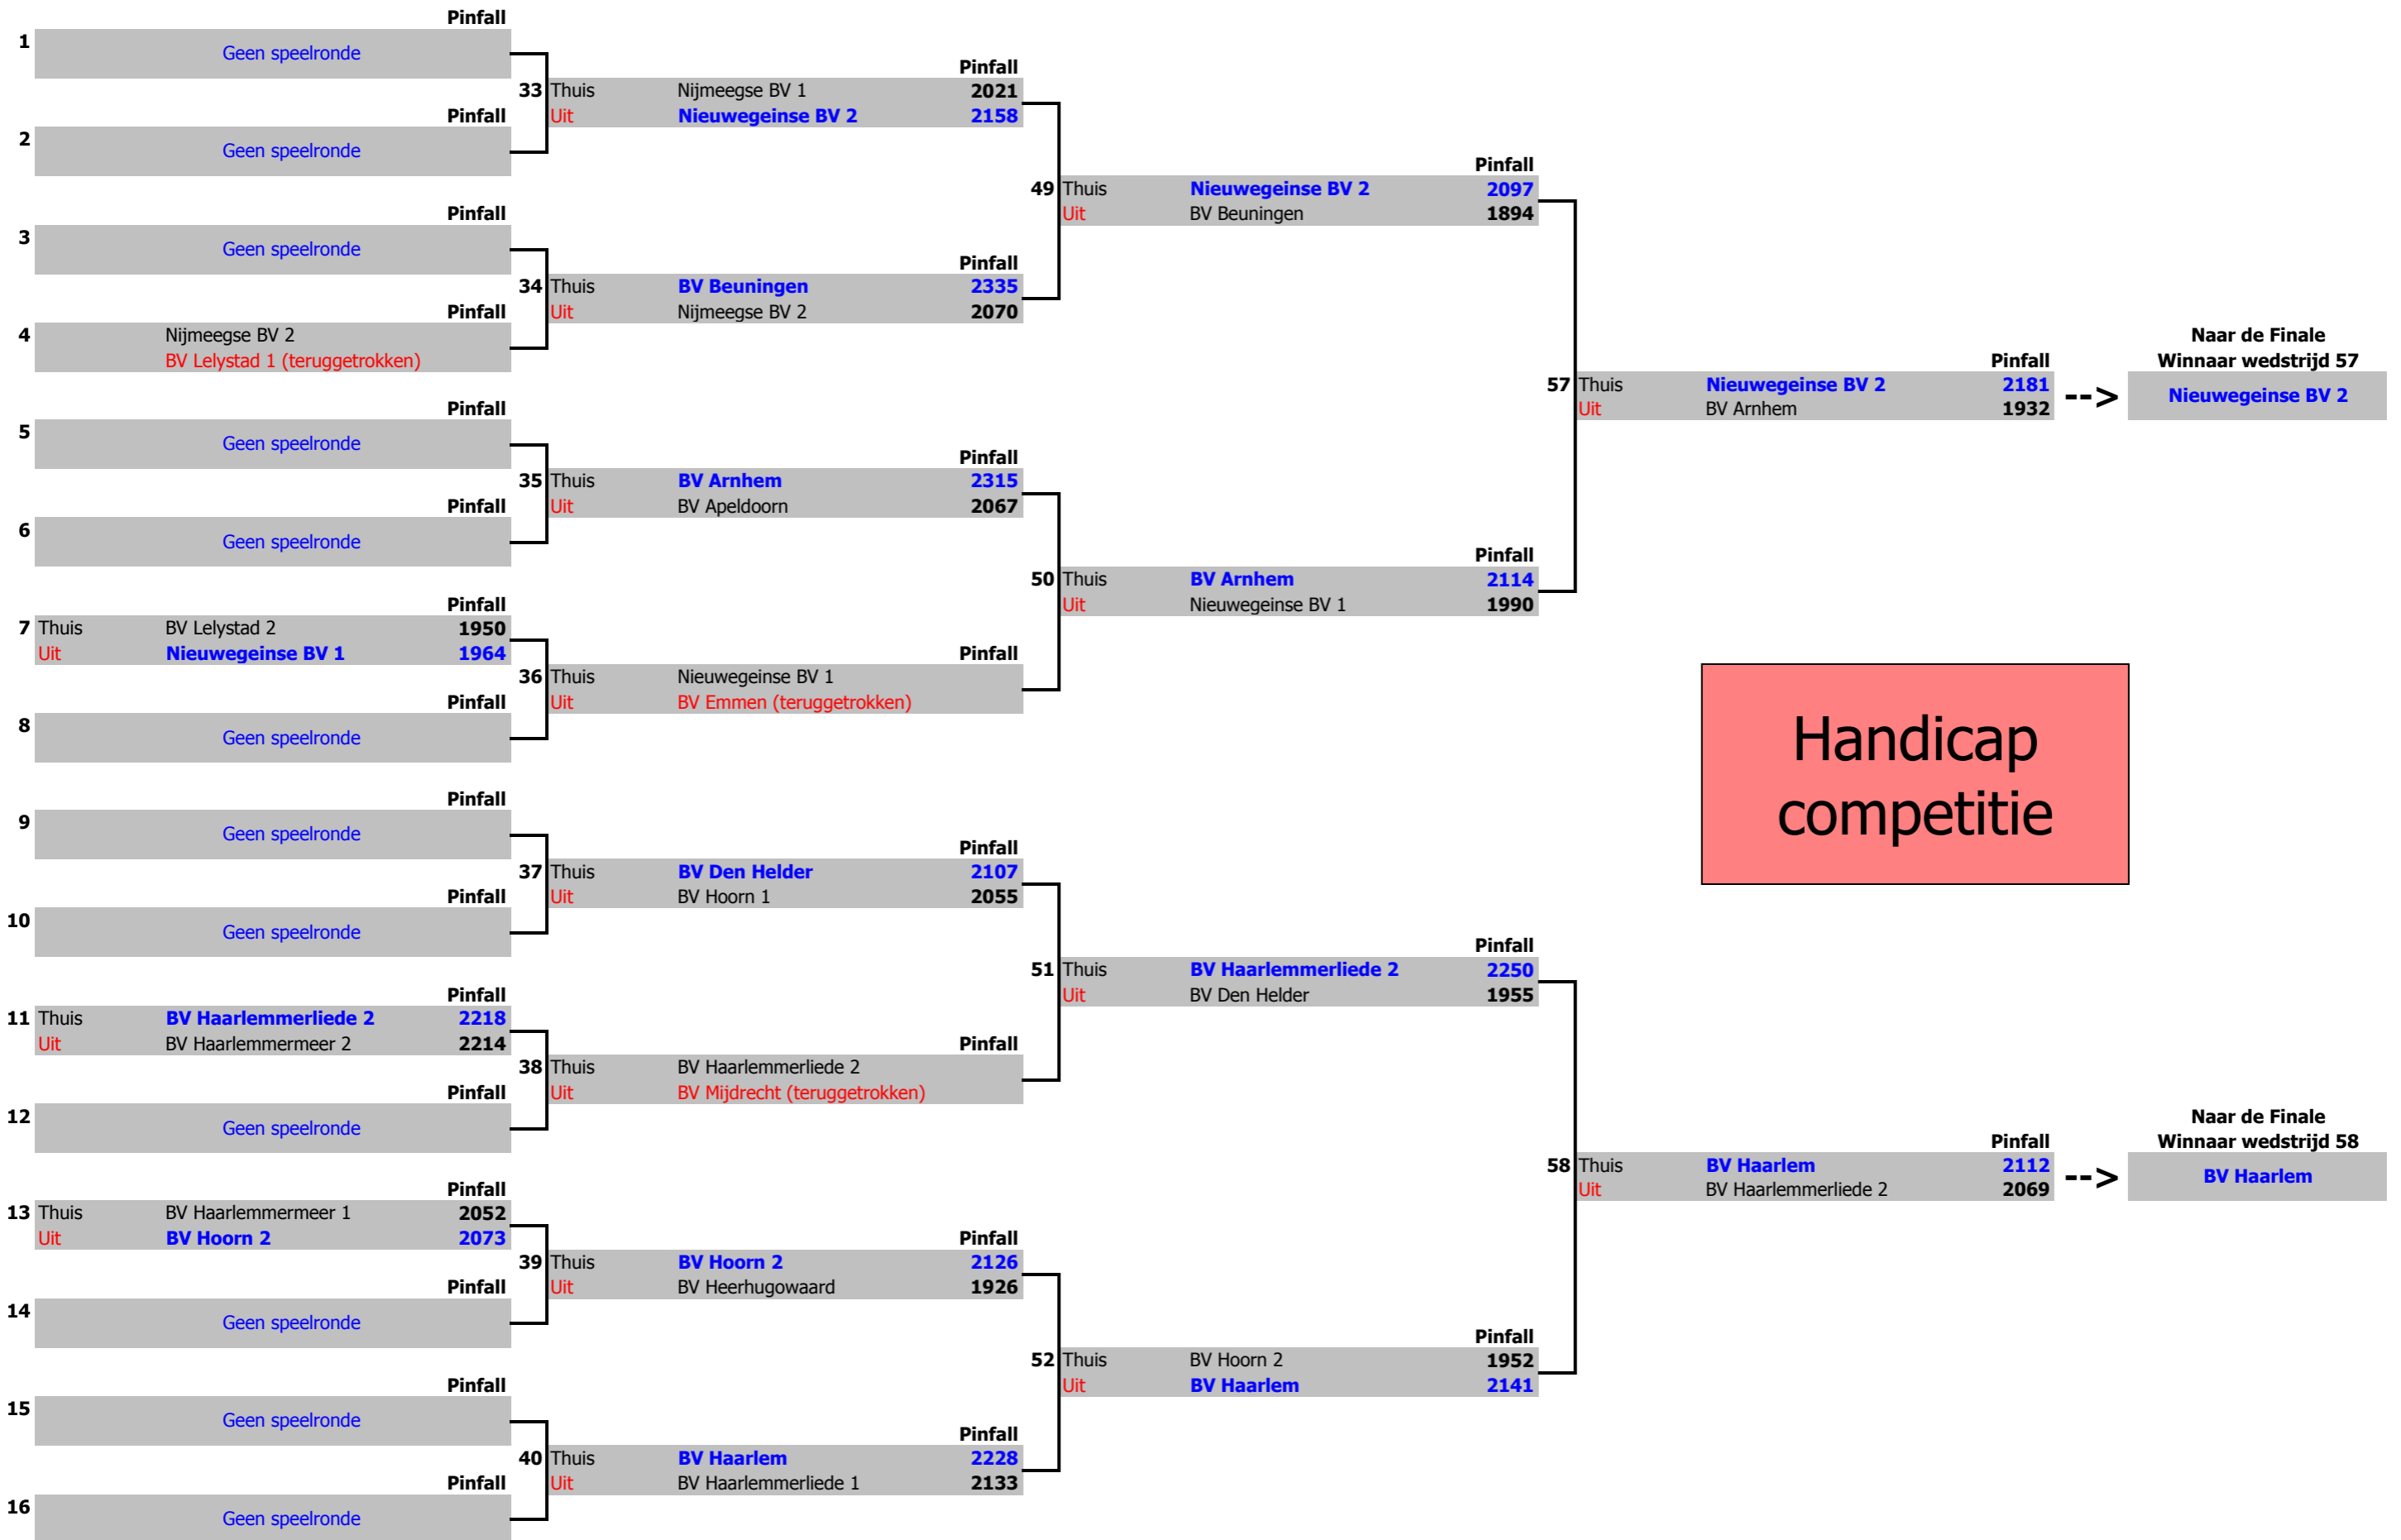 Pinfall
1
Geen speelronde
Pinfall
2
Geen speelronde
Pinfall
3
Geen speelronde
Pinfall
4
Nijmeegse BV 2
BV Lelystad 1 (teruggetrokken)
Pinfall
5
Geen speelronde
Pinfall
6
Geen speelronde
Pinfall
7 Thuis BV Lelystad 2 1950
Uit Nieuwegeinse BV 1 1964
Pinfall
8
Geen speelronde
Pinfall
9
Geen speelronde
Pinfall
10
Geen speelronde
Pinfall
11 Thuis BV Haarlemmerliede 2 2218
Uit BV Haarlemmermeer 2 2214
Pinfall
12
Geen speelronde
Pinfall
13 Thuis BV Haarlemmermeer 1 2052
Uit BV Hoorn 2 2073
Pinfall
14
Geen speelronde
Pinfall
15
Geen speelronde
Pinfall
16
Geen speelronde
Pinfall
33 Thuis Nijmeegse BV 1 2021
Uit Nieuwegeinse BV 2 2158
Pinfall
34 Thuis BV Beuningen 2335
Uit Nijmeegse BV 2 2070
Pinfall
35 Thuis BV Arnhem 2315
Uit BV Apeldoorn 2067
Pinfall
36 Thuis Nieuwegeinse BV 1
Uit BV Emmen (teruggetrokken)
Pinfall
37 Thuis BV Den Helder 2107
Uit BV Hoorn 1 2055
Pinfall
38 Thuis BV Haarlemmerliede 2
Uit BV Mijdrecht (teruggetrokken)
Pinfall
39 Thuis BV Hoorn 2 2126
Uit BV Heerhugowaard 1926
Pinfall
40 Thuis BV Haarlem 2228
Uit BV Haarlemmerliede 1 2133
Pinfall
49 Thuis Nieuwegeinse BV 2 2097
Uit BV Beuningen 1894
Pinfall
50 Thuis BV Arnhem 2114
Uit Nieuwegeinse BV 1 1990
Pinfall
51 Thuis BV Haarlemmerliede 2 2250
Uit BV Den Helder 1955
Pinfall
52 Thuis BV Hoorn 2 1952
Uit BV Haarlem 2141
Pinfall
57 Thuis Nieuwegeinse BV 2 2181
Uit BV Arnhem 1932
-->
Naar de Finale
Winnaar wedstrijd 57
Nieuwegeinse BV 2
Handicap
competitie
Pinfall
58 Thuis BV Haarlem 2112
Uit BV Haarlemmerliede 2 2069
-->
Naar de Finale
Winnaar wedstrijd 58
BV Haarlem